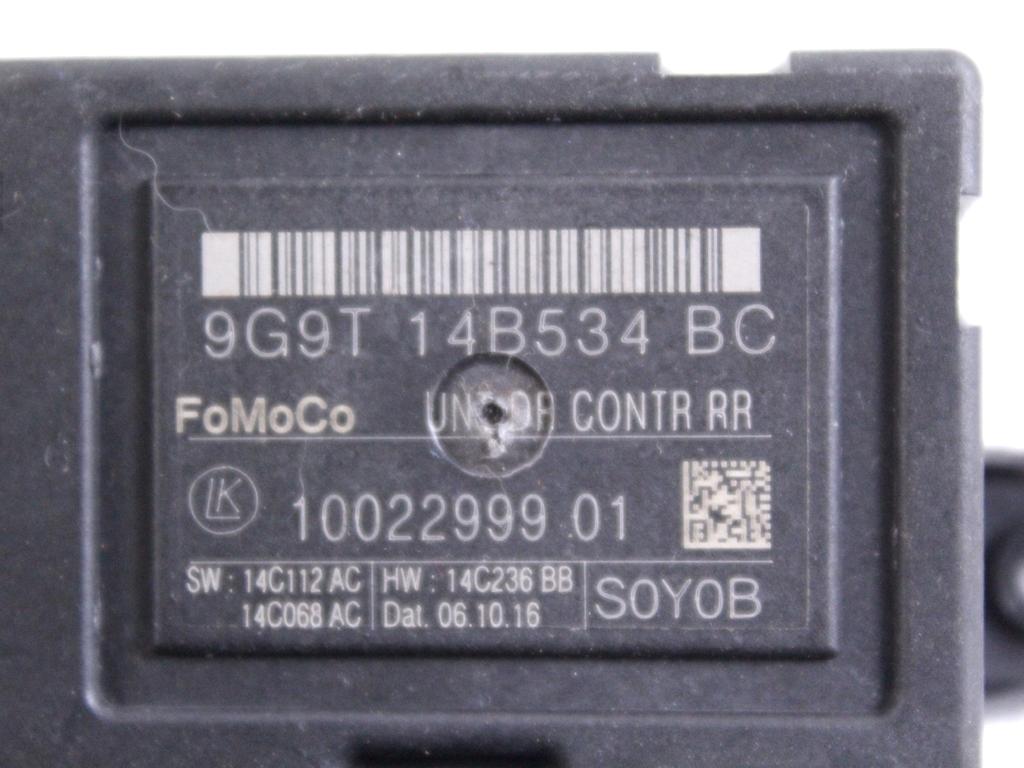 9G9T 14B534 BC
FoMoCo CONTR RR
LK 10022999 01
SW : 14C112 AC HW : 14C236 BB
14C068 AC Dat. 06.10.16 S0Y0B